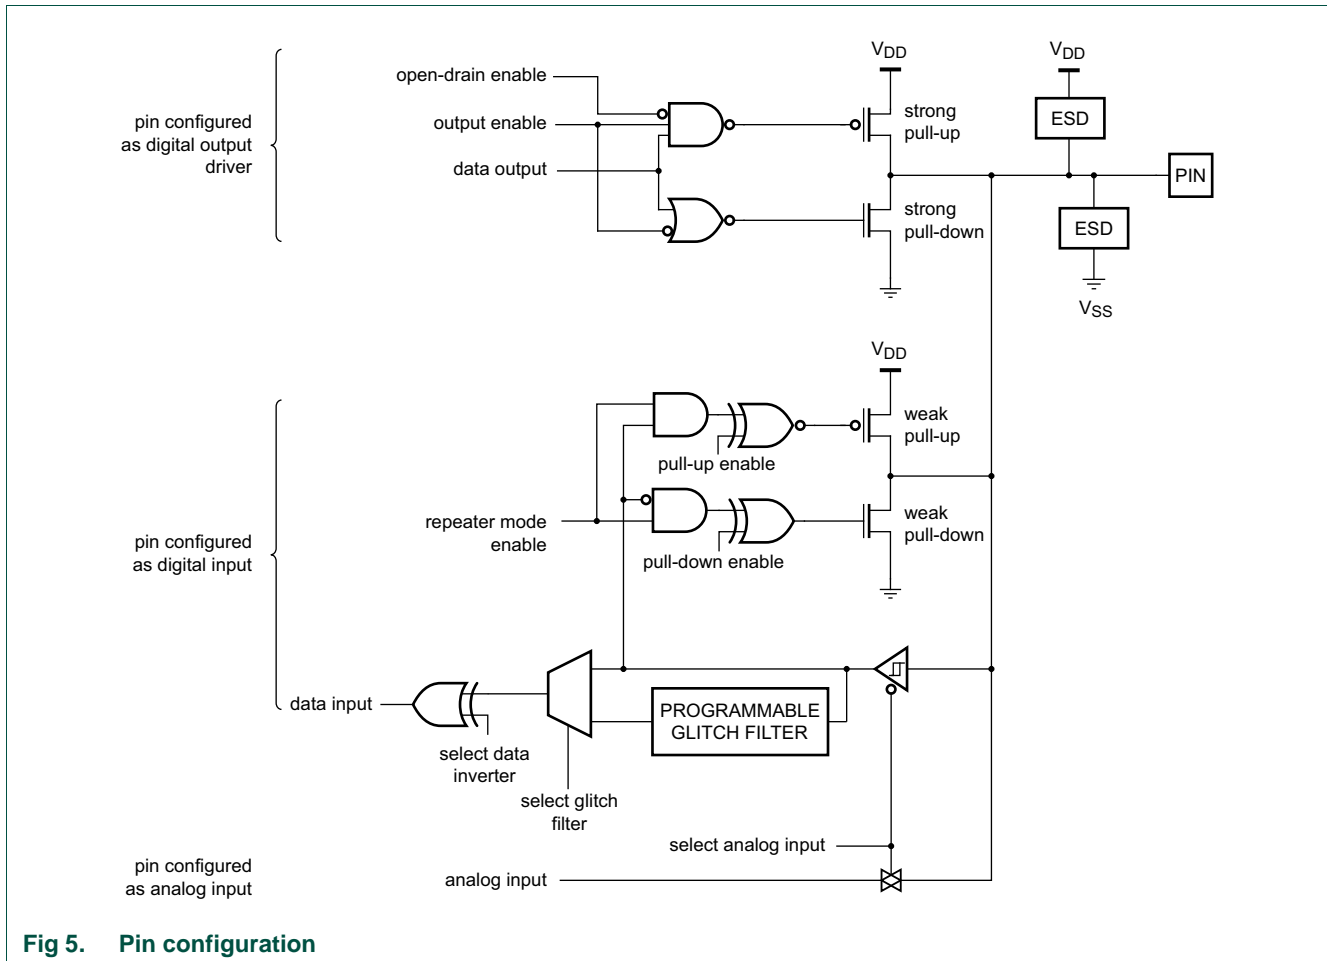 pin configured
as digital output
driver
open-drain enable
output enable
data output
VDD
strong
pull-up
strong
pull-down
VDD
ESD
PIN
ESD
VSS
pin configured
as digital input
VDD
weak
pull-up
pull-up enable
repeater mode
enable
weak
pull-down
pull-down enable
data input
select data
inverter
select glitch
filter
PROGRAMMABLE
GLITCH FILTER
select analog input
pin configured
as analog input
analog input
Fig 5. Pin configuration